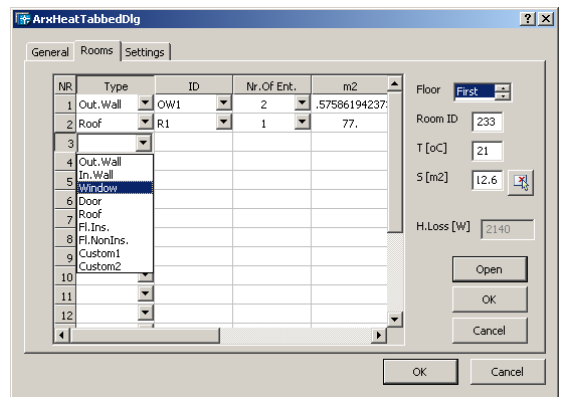 ArxHeatTabbedDlg
General Rooms Settings
NR Type ID Nr.Of Ent. m2
1 Out.Wall OW1 2 .57586194237
2 Roof R1 1 77.
3
4 Out.Wall
In.Wall
5 Window
6 Door
7 Roof
Fl.Ins.
8 Fl.NonIns.
9 Custom1
Custom2
10
11
12
Floor First
Room ID 233
T [oC] 21
S [m2] 12.6
H.Loss [W] 2140
Open
OK
Cancel
OK Cancel